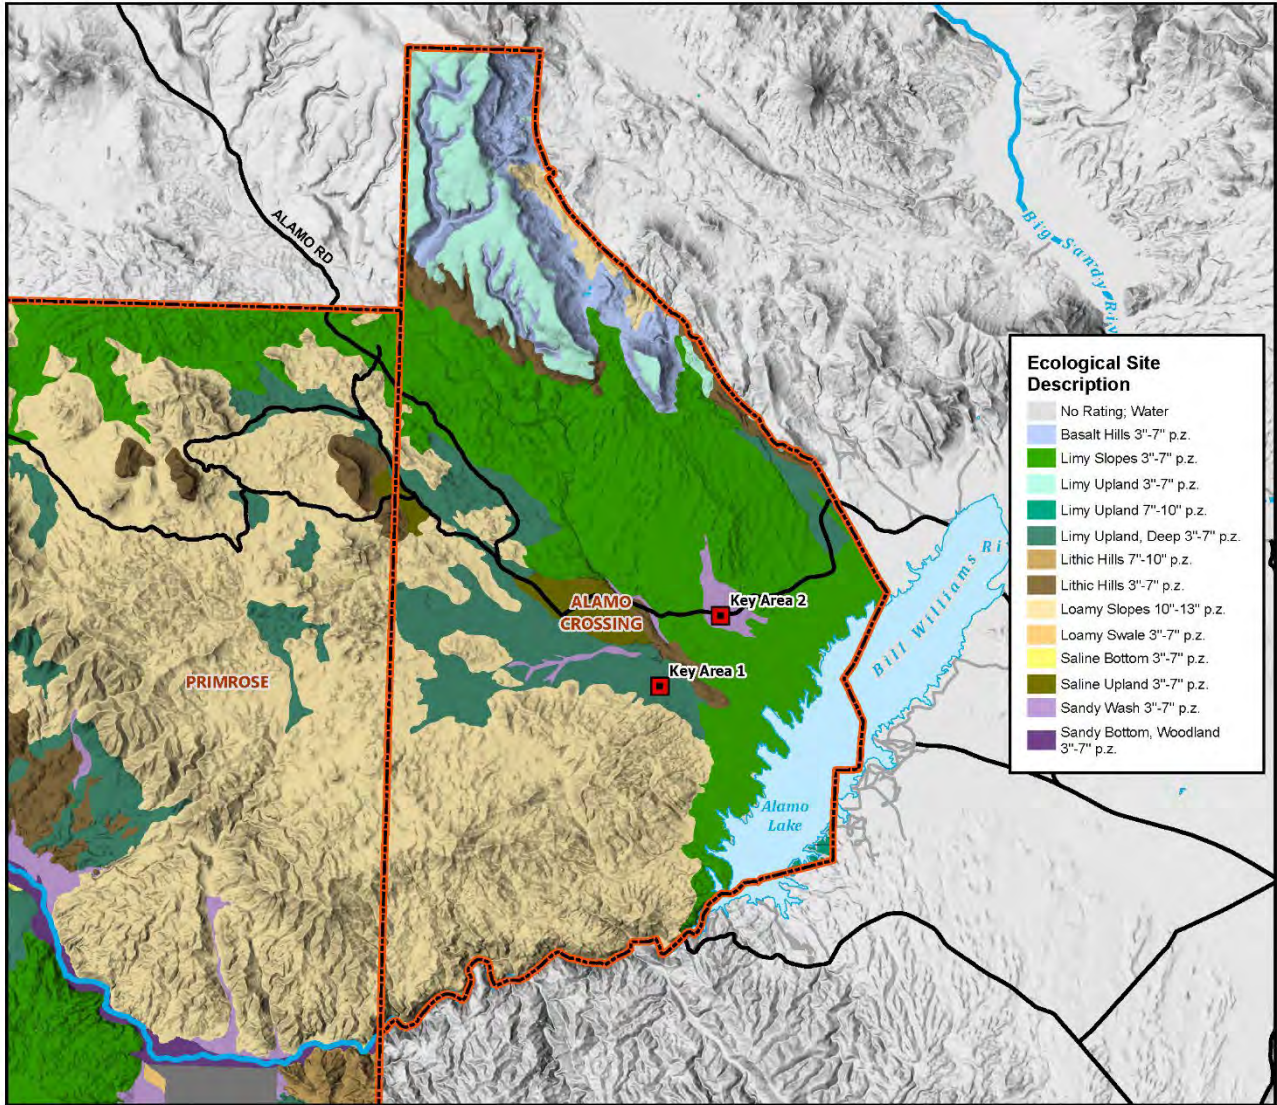 ALAMO RD
Big Sandy Riv
Ecological Site
Description
No Rating; Water
Basalt Hills 3"-7" p.z.
Limy Slopes 3"-7" p.z.
Limy Upland 3"-7" p.z.
Limy Upland 7"-10" p.z.
Limy Upland, Deep 3"-7" p.z.
Lithic Hills 7"-10" p.z.
Lithic Hills 3"-7" p.z.
Loamy Slopes 10"-13" p.z.
Loamy Swale 3"-7" p.z.
Saline Bottom 3"-7" p.z.
Saline Upland 3"-7" p.z.
Sandy Wash 3"-7" p.z.
Sandy Bottom, Woodland
3"-7" p.z.
Bill Williams Ri
Key Area 2
ALAMO
CROSSING
Key Area 1
PRIMROSE
Alamo
Lake